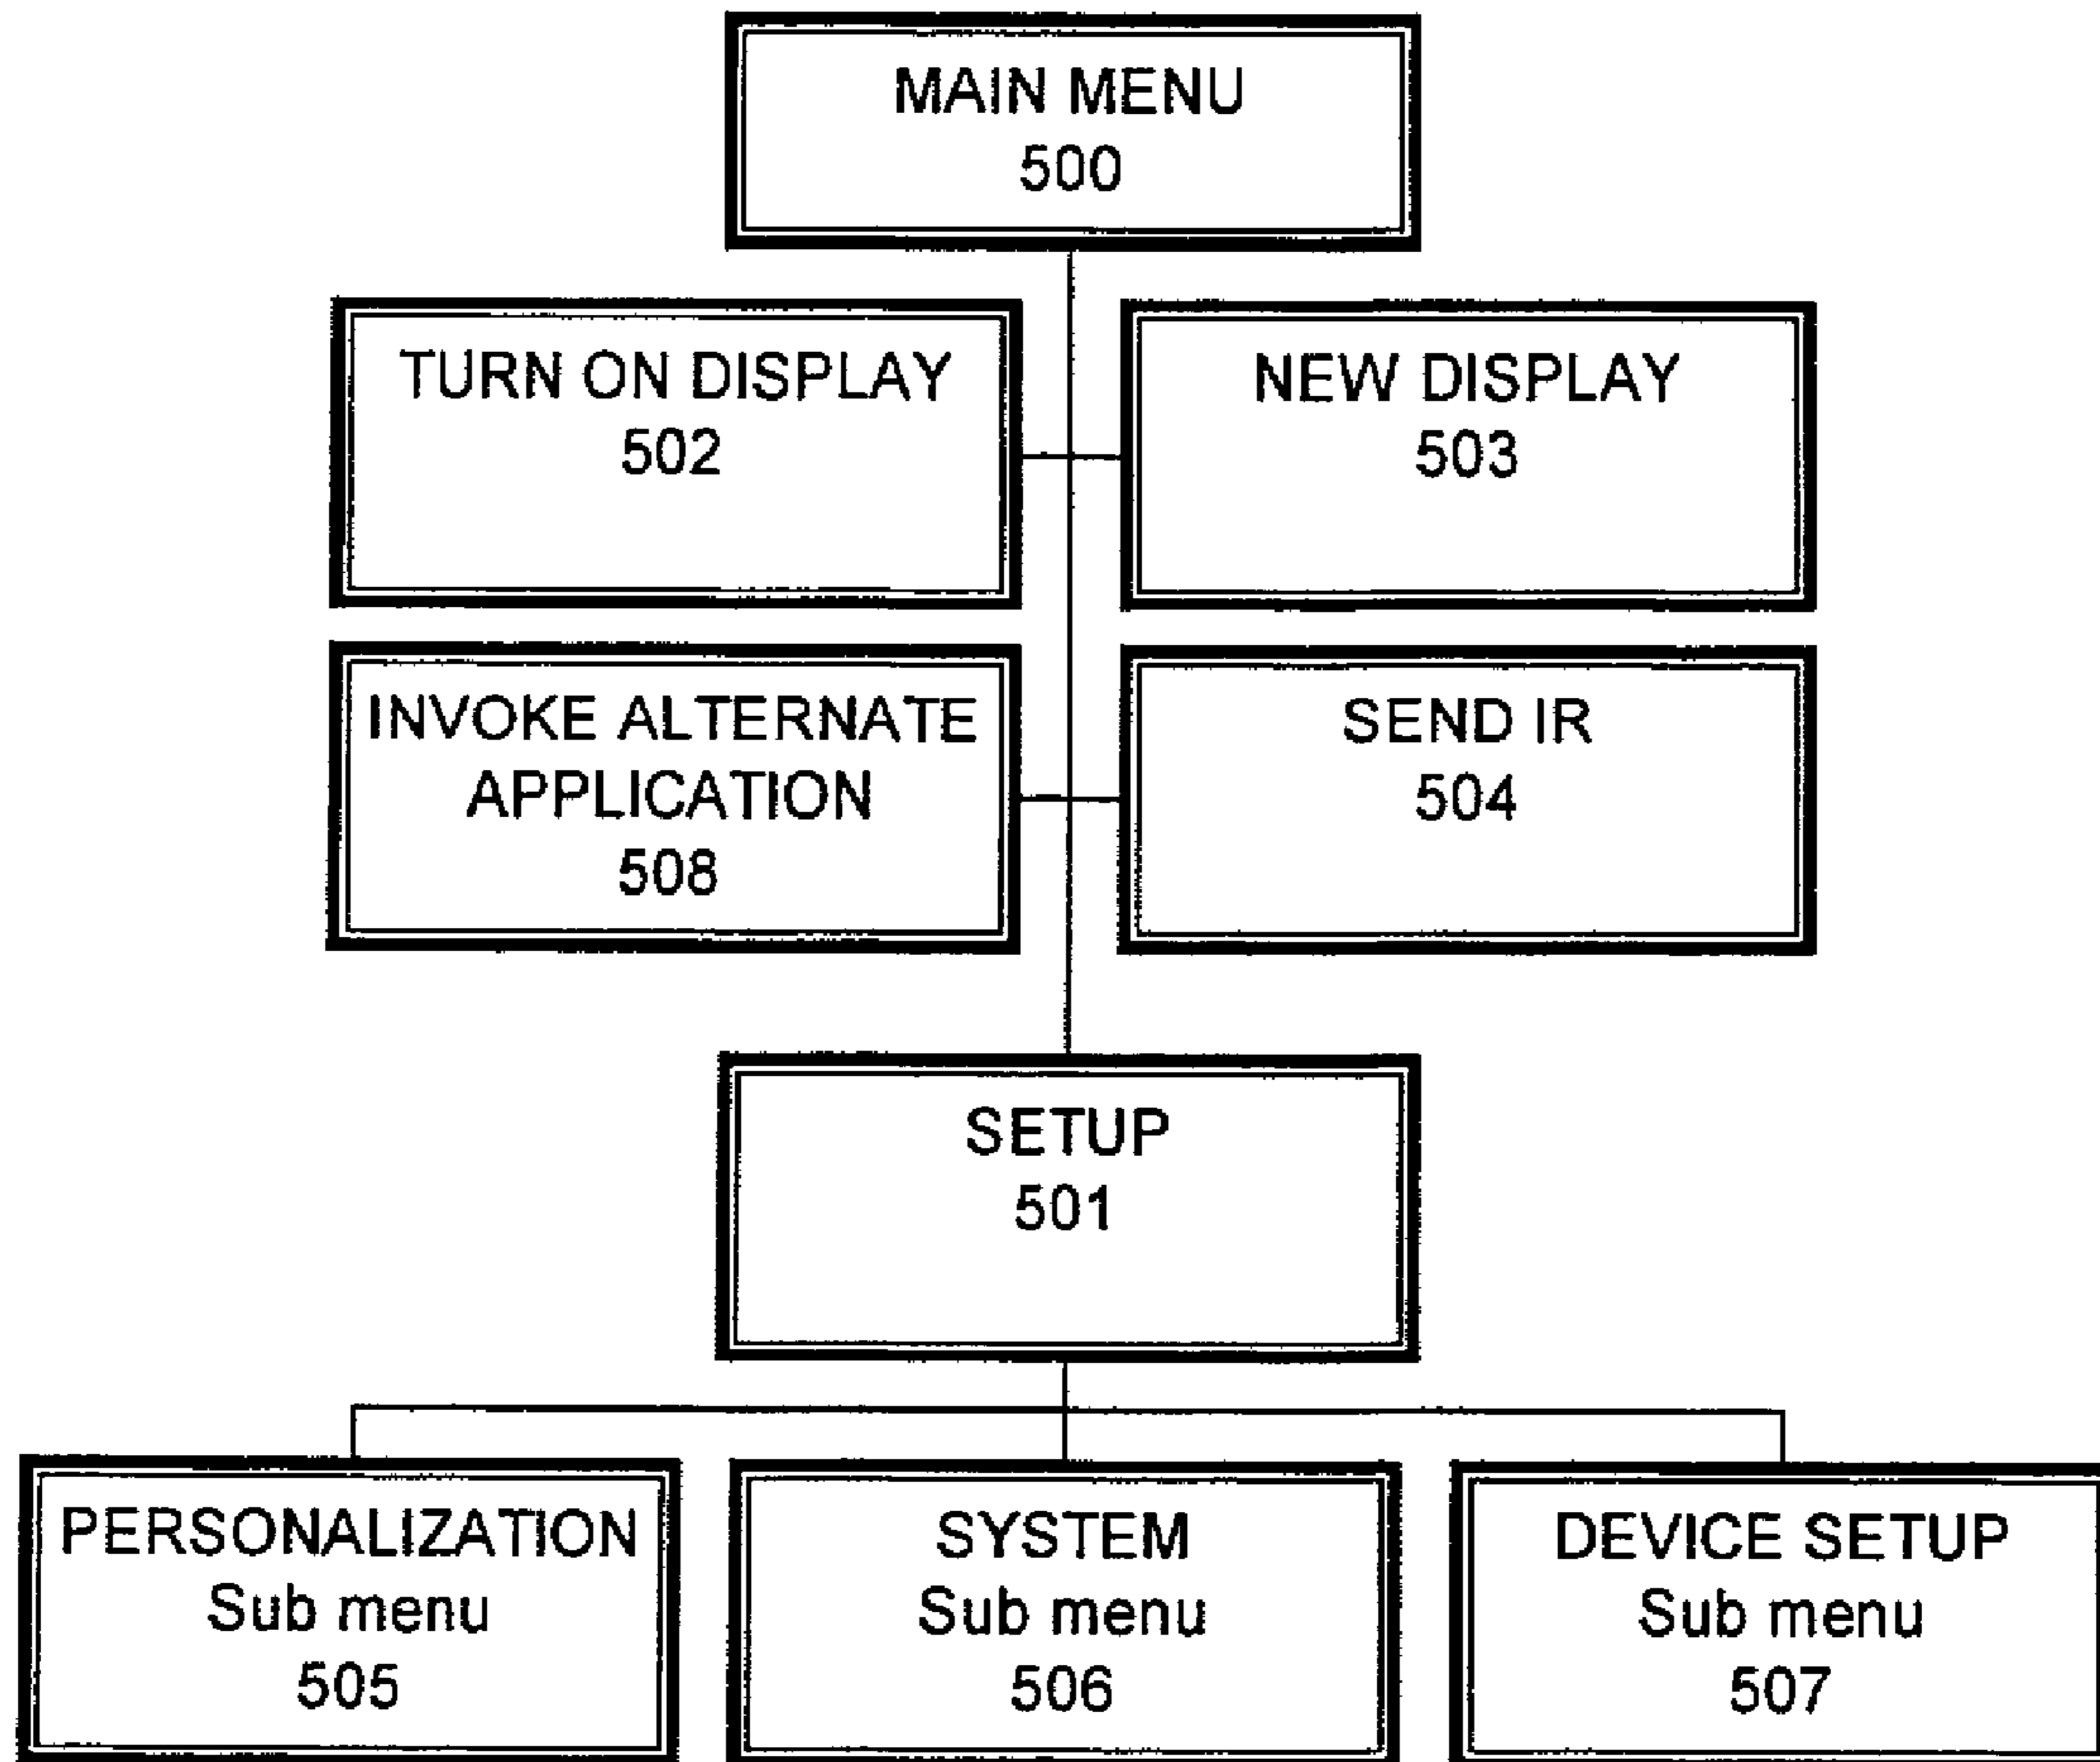 MAIN MENU
500
TURN ON DISPLAY
502
NEW DISPLAY
503
INVOKE ALTERNATE
APPLICATION
508
SEND IR
504
SETUP
501
PERSONALIZATION
Sub menu
505
SYSTEM
Sub menu
506
DEVICE SETUP
Sub menu
507